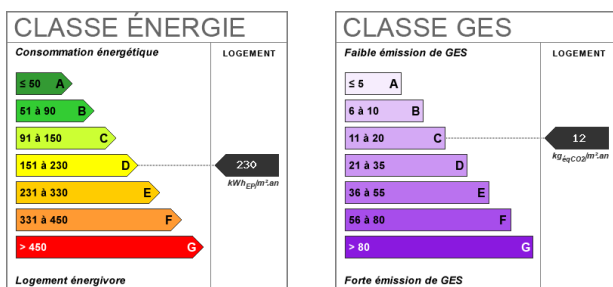 CLASSE ÉNERGIE
Consommation énergétique
LOGEMENT
≤ 50 A
51 à 90 B
91 à 150 C
151 à 230 D
230
kWhEP/m².an
231 à 330 E
331 à 450 F
> 450 G
Logement énergivore
CLASSE GES
Faible émission de GES
LOGEMENT
≤ 5 A
6 à 10 B
11 à 20 C
12
kgéqCO2/m².an
21 à 35 D
36 à 55 E
56 à 80 F
> 80 G
Forte émission de GES